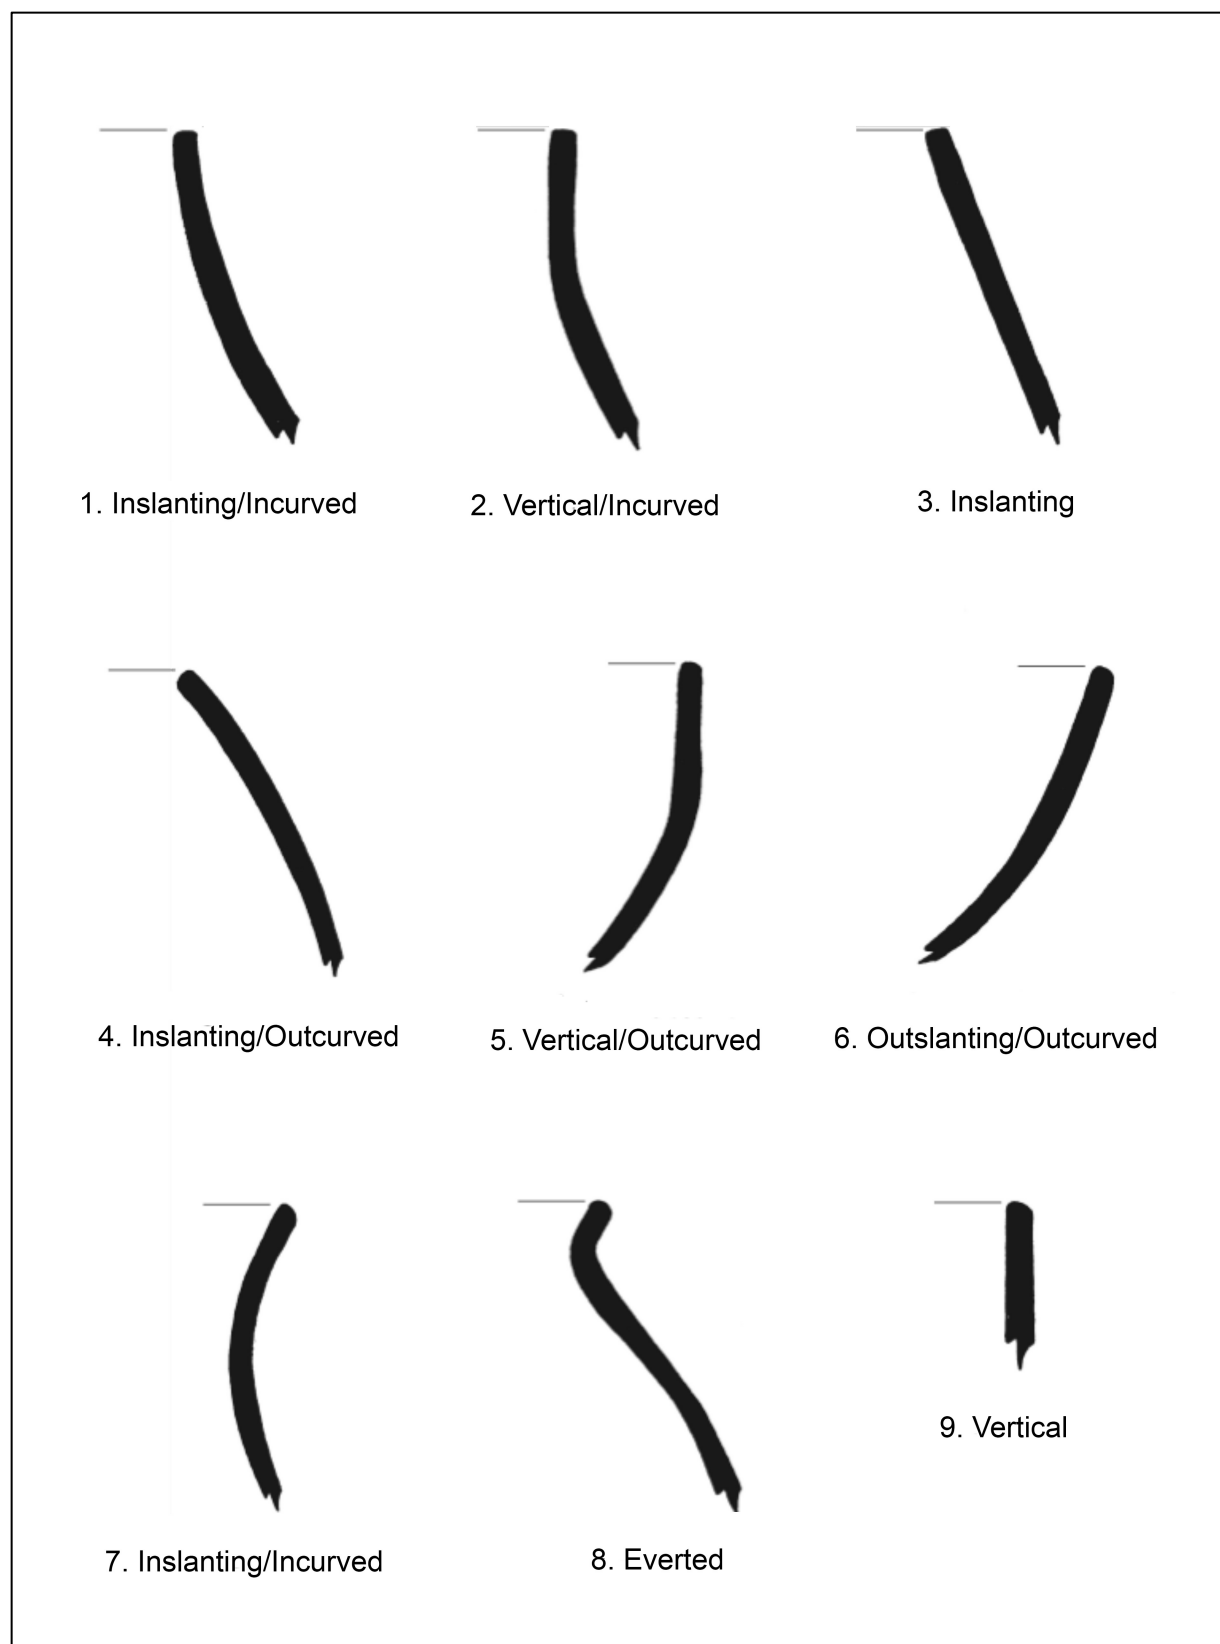 1. Inslanting/Incurved
2. Vertical/Incurved
3. Inslanting
4. Inslanting/Outcurved
5. Vertical/Outcurved
6. Outslanting/Outcurved
7. Inslanting/Incurved
8. Everted
9. Vertical